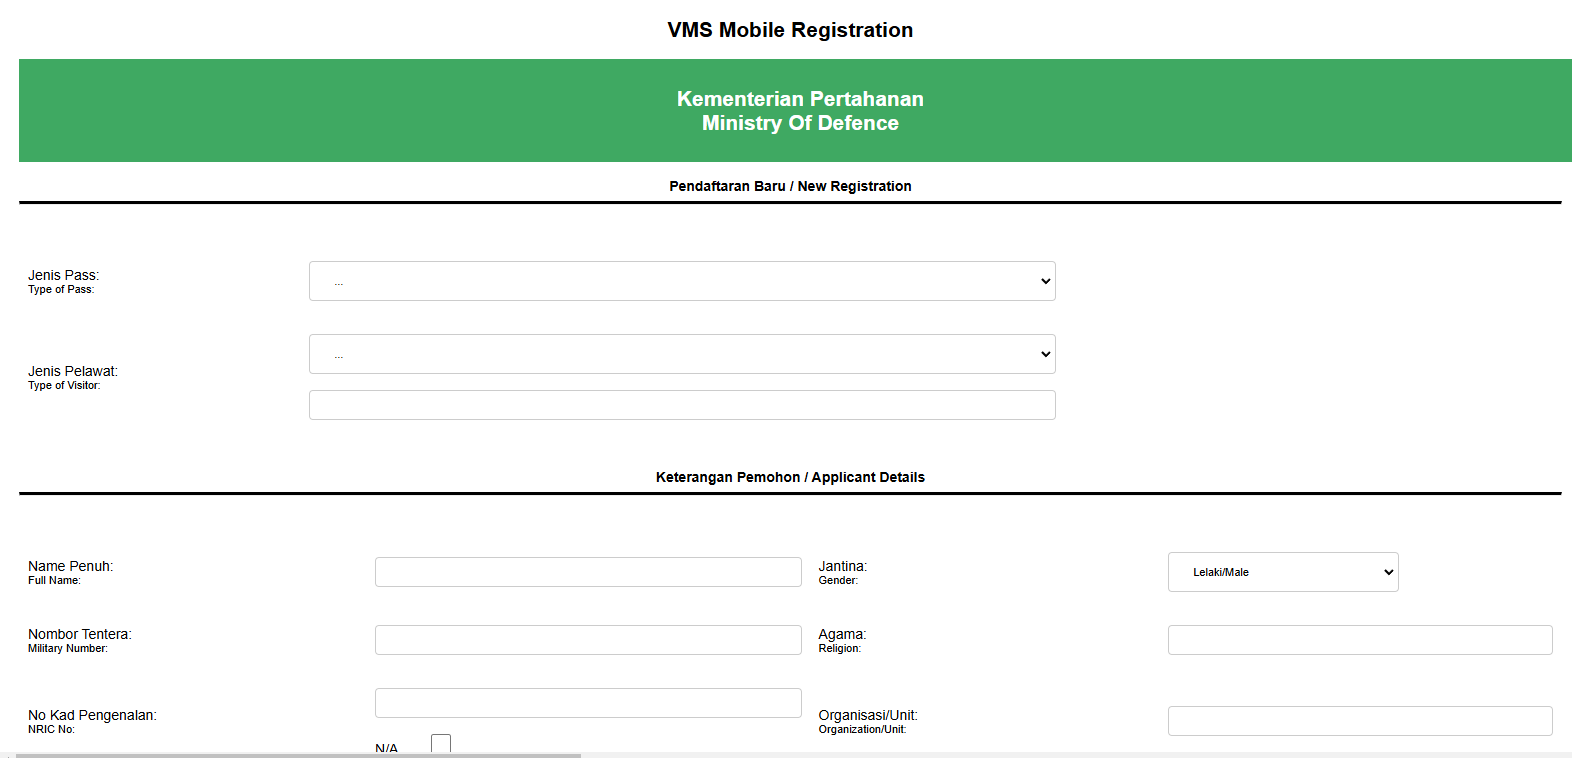 VMS Mobile Registration
Kementerian Pertahanan
Ministry Of Defence
Pendaftaran Baru / New Registration
Jenis Pass:
Type of Pass:
...
Jenis Pelawat:
Type of Visitor:
...
Keterangan Pemohon / Applicant Details
Name Penuh:
Full Name:
Jantina:
Gender:
Lelaki/Male
Nombor Tentera:
Military Number:
Agama:
Religion:
No Kad Pengenalan:
NRIC No:
N/A
Organisasi/Unit:
Organization/Unit: